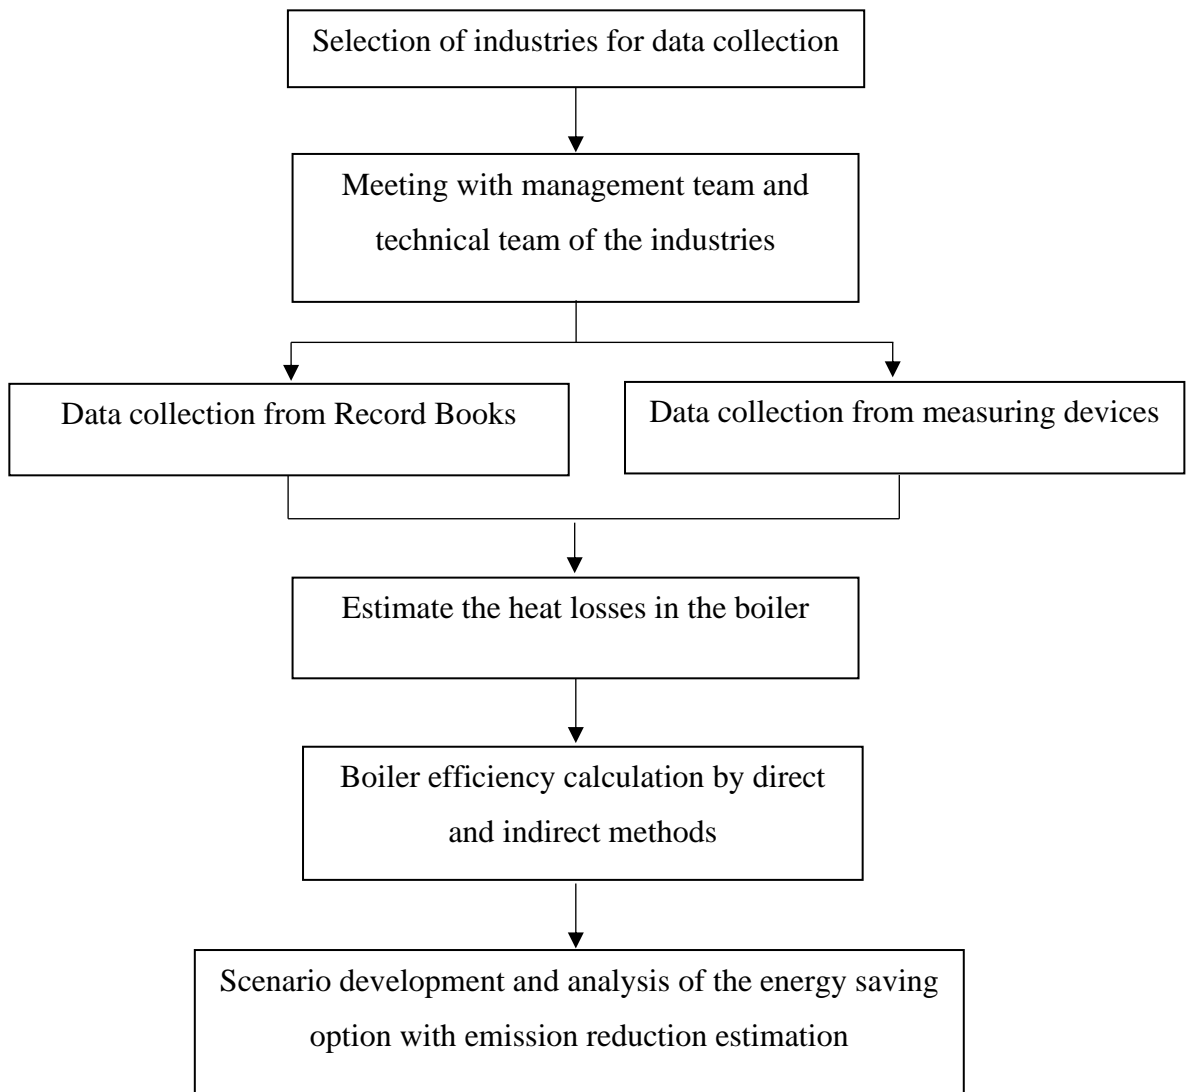 Selection of industries for data collection
Meeting with management team and
technical team of the industries
Data collection from Record Books
Data collection from measuring devices
Estimate the heat losses in the boiler
Boiler efficiency calculation by direct
and indirect methods
Scenario development and analysis of the energy saving
option with emission reduction estimation